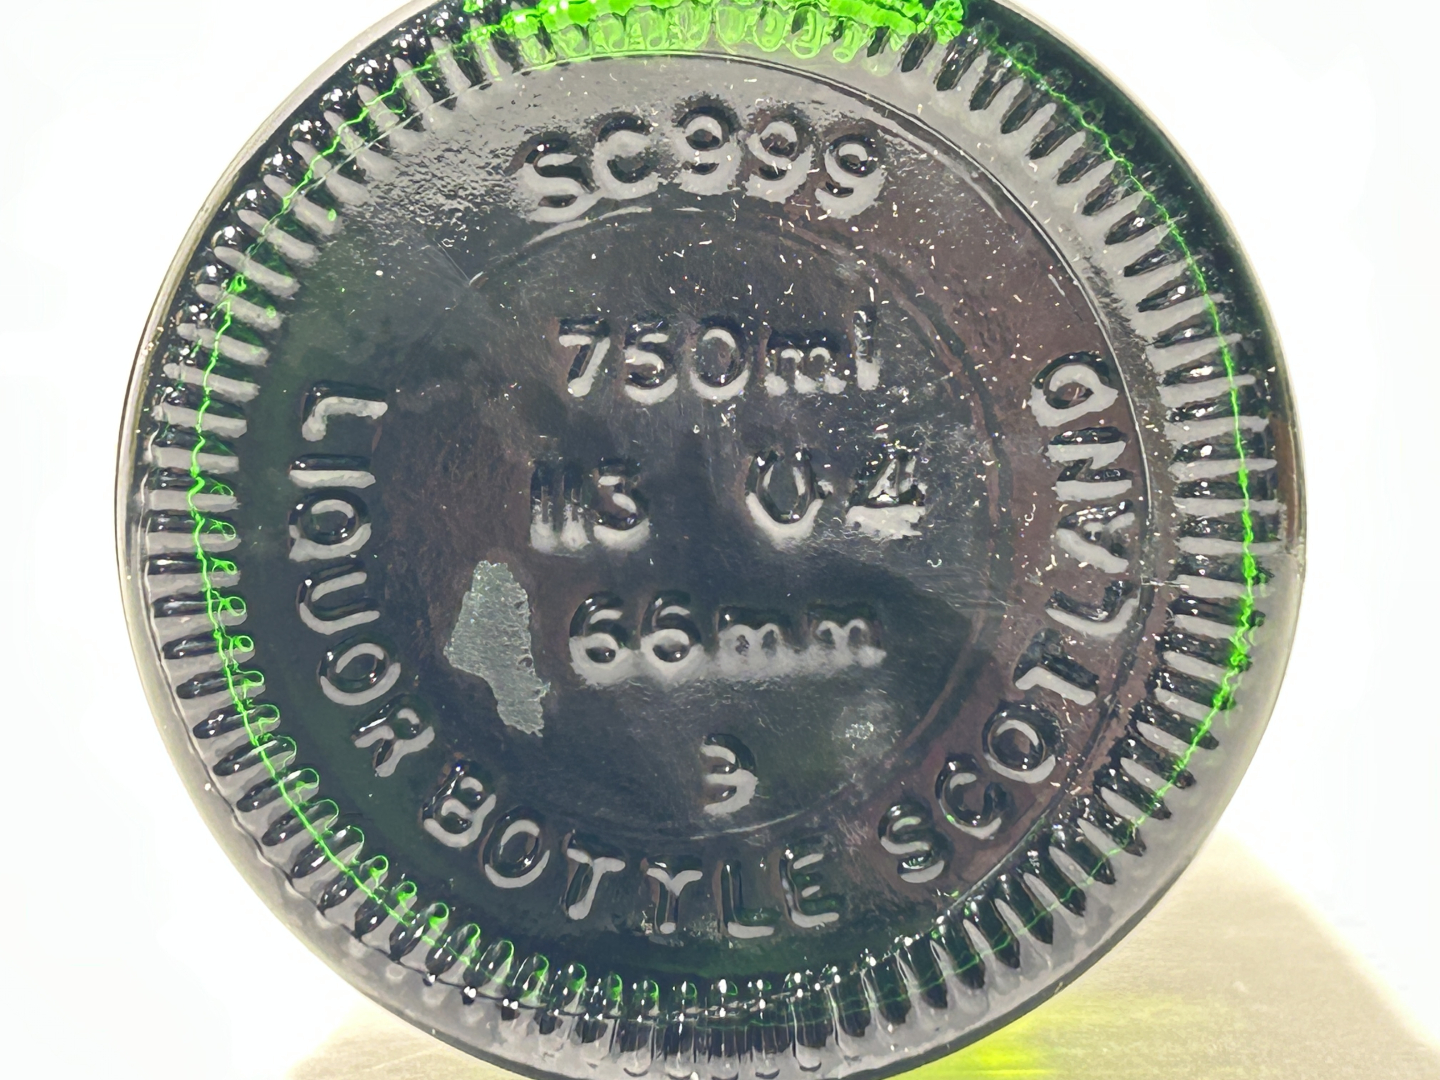 SC999
750ml
113 U 4
66mm
3
LIQUOR BOTTLE SCOTLAND